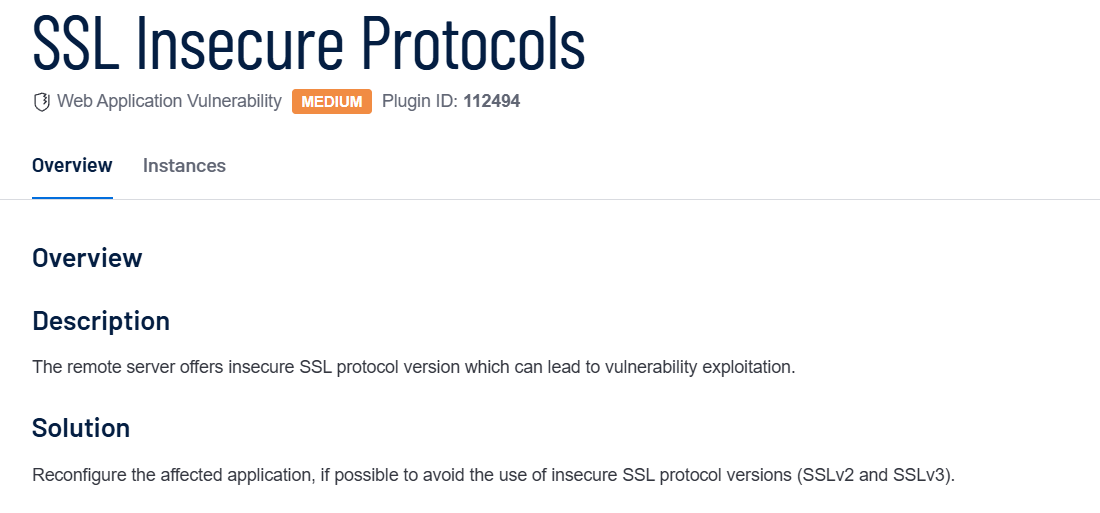 SSL Insecure Protocols
Web Application Vulnerability MEDIUM Plugin ID: 112494
Overview Instances
Overview
Description
The remote server offers insecure SSL protocol version which can lead to vulnerability exploitation.
Solution
Reconfigure the affected application, if possible to avoid the use of insecure SSL protocol versions (SSLv2 and SSLv3).